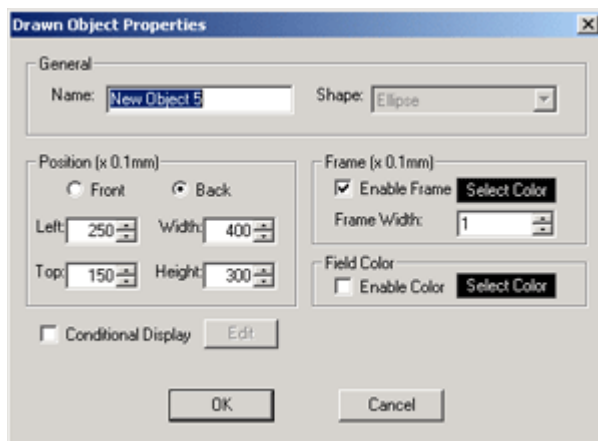 Drawn Object Properties
General
Name: New Object 5 Shape: Ellipse
Position (x 0.1mm)
Front Back
Left: 250 Width: 400
Top: 150 Height: 300
Frame (x 0.1mm)
Enable Frame Select Color
Frame Width: 1
Field Color
Enable Color Select Color
Conditional Display Edit
OK Cancel